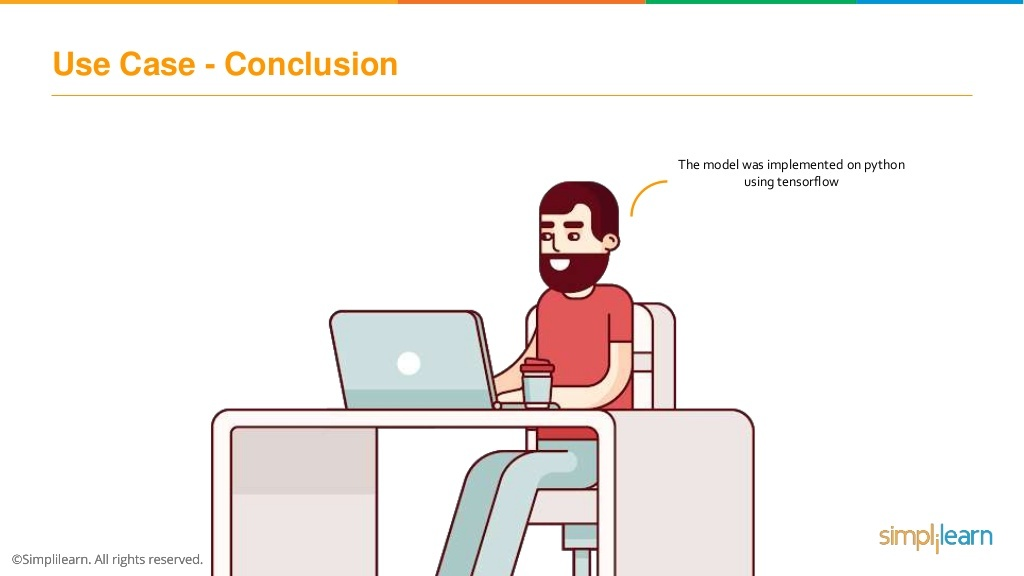 Use Case - Conclusion
The model was implemented on python
using tensorflow
simplilearn
©Simplilearn. All rights reserved.